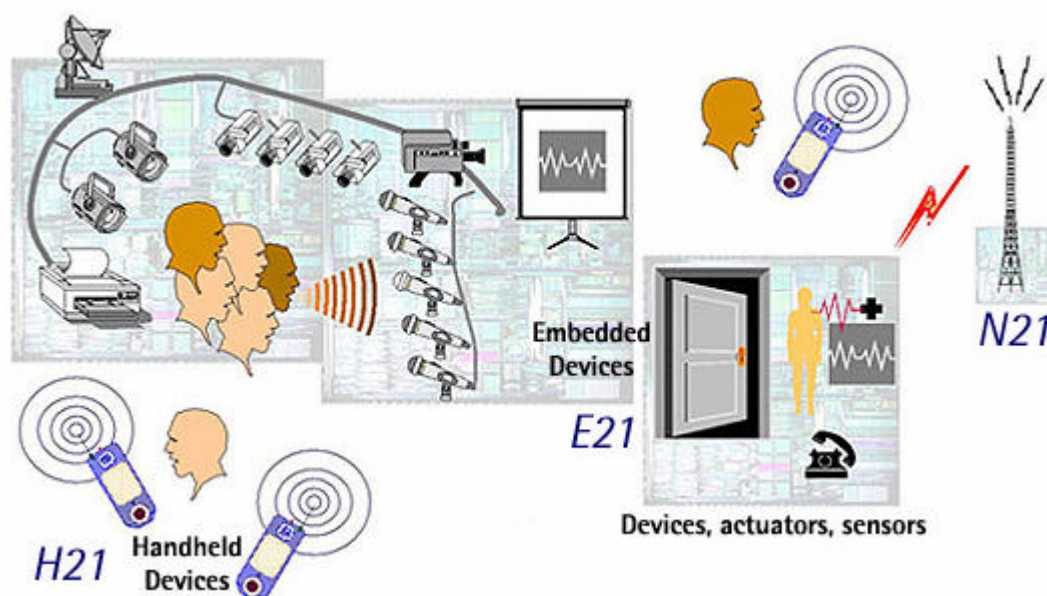 N21
Embedded
Devices
E21
Devices, actuators, sensors
H21
Handheld
Devices